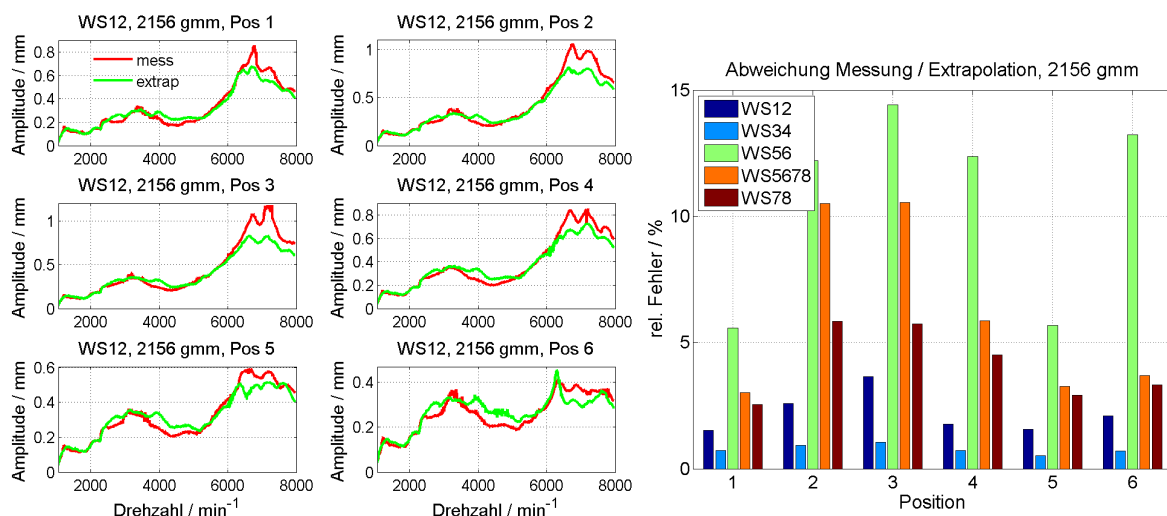 WS12, 2156 gmm, Pos 1
Amplitude / mm
0.8
0.6
0.4
0.2
0
mess
extrap
2000 4000 6000 8000
WS12, 2156 gmm, Pos 2
Amplitude / mm
1
0.5
0
2000 4000 6000 8000
WS12, 2156 gmm, Pos 3
Amplitude / mm
1
0.5
0
2000 4000 6000 8000
WS12, 2156 gmm, Pos 4
Amplitude / mm
0.8
0.6
0.4
0.2
0
2000 4000 6000 8000
WS12, 2156 gmm, Pos 5
Amplitude / mm
0.6
0.4
0.2
0
2000 4000 6000 8000
Drehzahl / min⁻¹
WS12, 2156 gmm, Pos 6
Amplitude / mm
0.4
0.2
0
2000 4000 6000 8000
Drehzahl / min⁻¹
Abweichung Messung / Extrapolation, 2156 gmm
rel. Fehler / %
15
10
5
0
WS12
WS34
WS56
WS5678
WS78
1 2 3 4 5 6
Position